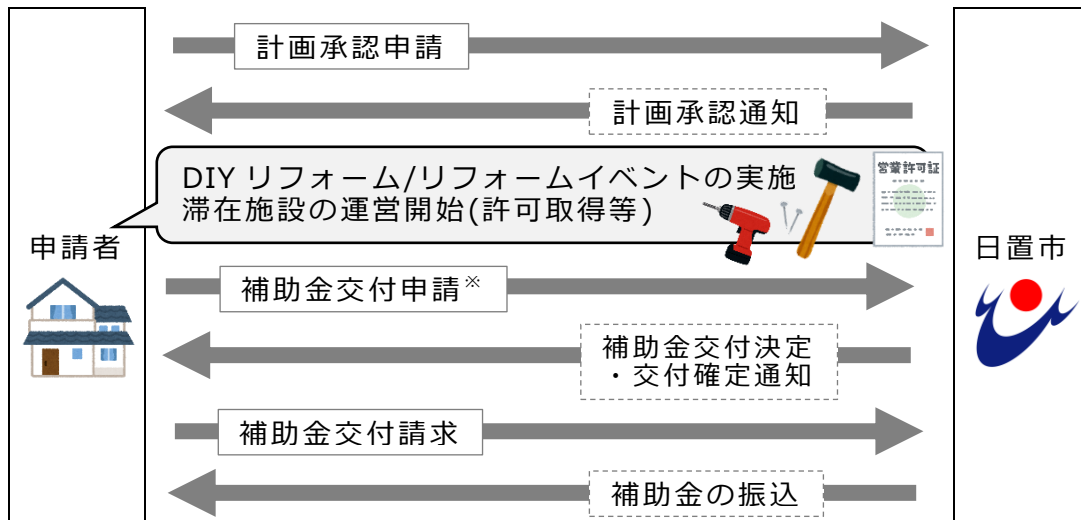 計画承認申請
計画承認通知
DIY リフォーム/リフォームイベントの実施
滞在施設の運営開始(許可取得等)
営業許可証
申請者
日置市
補助金交付申請※
補助金交付決定
・交付確定通知
補助金交付請求
補助金の振込